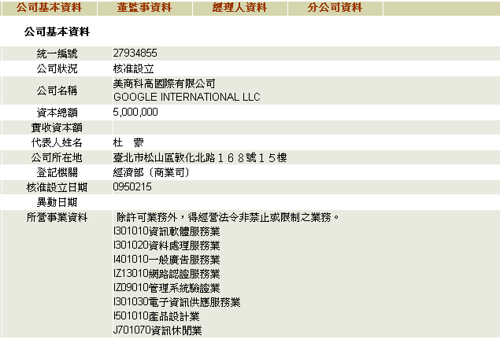 公司基本資料 董監事資料 經理人資料 分公司資料
公司基本資料
統一編號 27934855
公司狀況 核准設立
公司名稱 美商科高國際有限公司
GOOGLE INTERNATIONAL LLC
資本總額 5,000,000
實收資本額
代表人姓名 杜　蒙
公司所在地 臺北市松山區敦化北路１６８號１５樓
登記機關 經濟部（商業司）
核准設立日期 0950215
異動日期
所營事業資料 除許可業務外，得經營法令非禁止或限制之業務。
I301010資訊軟體服務業
I301020資料處理服務業
I401010一般廣告服務業
IZ13010網路認證服務業
IZ09010管理系統驗證業
I301030電子資訊供應服務業
I501010產品設計業
J701070資訊休閒業